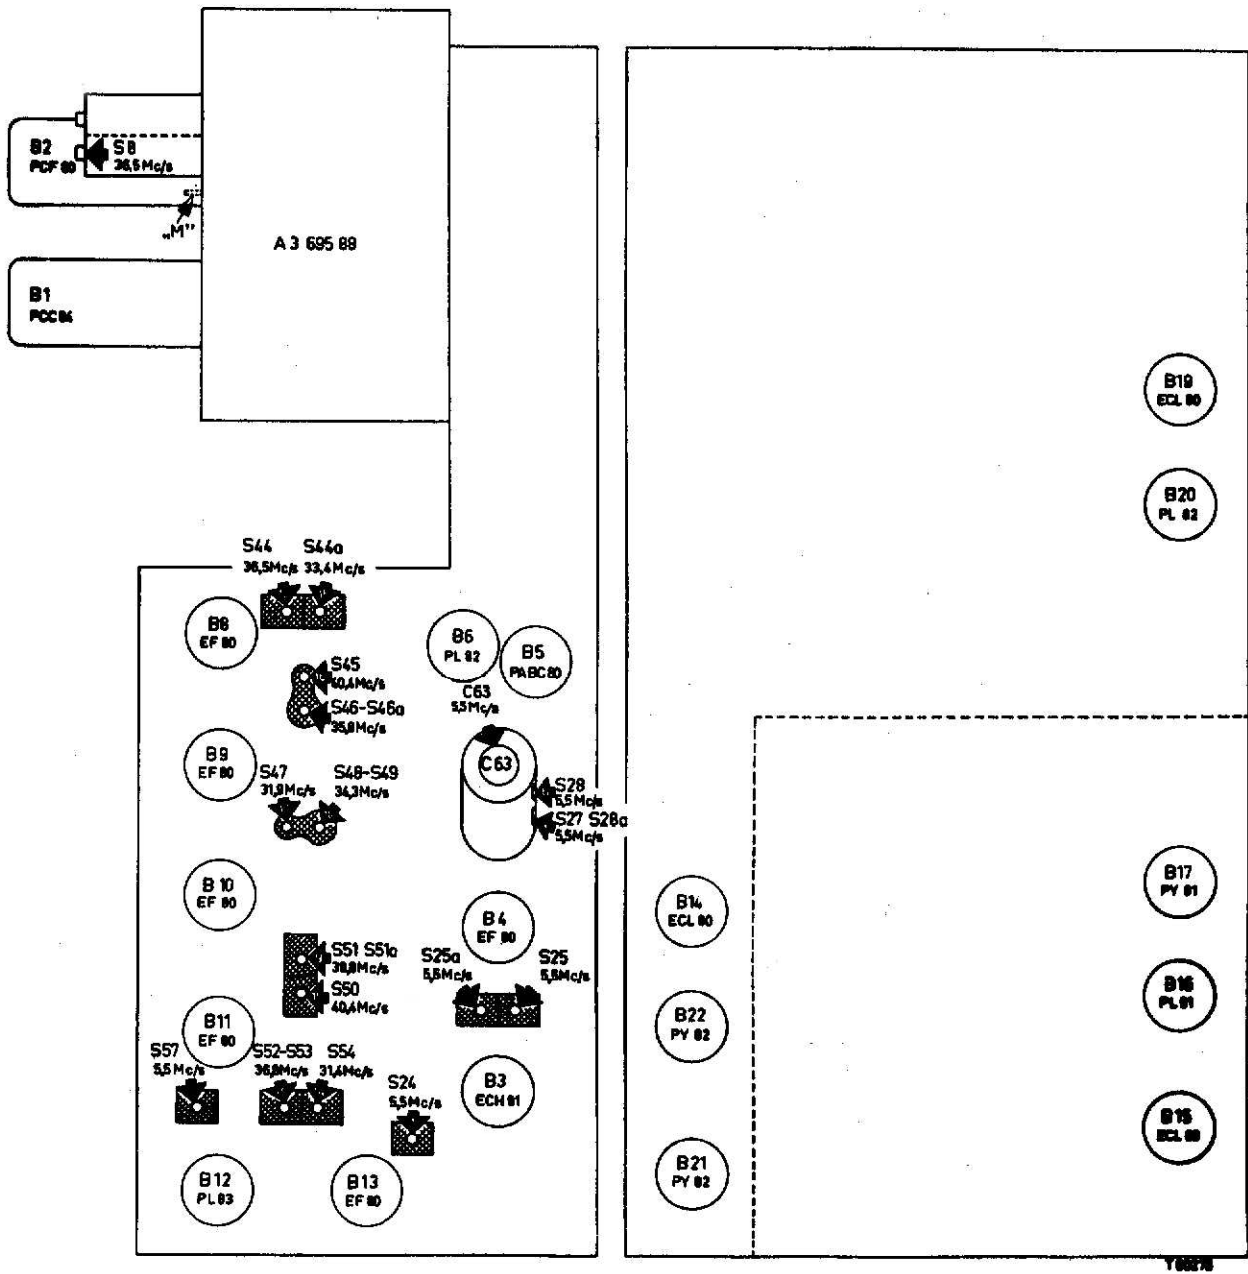 B2
PCF 80
S8
36,5 Mc/s
„M"
A 3 695 89
B1
PCC 84
B19
ECL 80
B20
PL 82
S44 S44a
36,5Mc/s 33,4Mc/s
B8
EF 80
B6
PL 82
B5
PABC 80
S45
40,4Mc/s
C63
5,5Mc/s
S46-S46a
35,8Mc/s
B9
EF 80
S47
31,9Mc/s
S48-S49
34,3Mc/s
C63
S28
5,5Mc/s
S27 S28a
5,5Mc/s
B10
EF 80
B14
ECL 80
B17
PY 81
B4
EF 80
S51 S51a
S25a
5,5Mc/s
S25
5,5Mc/s
S50
40,4Mc/s
B16
PL 81
B11
EF 80
B22
PY 82
S57
5,5Mc/s
S52-S53
36,8Mc/s
S54
31,4Mc/s
S24
5,5Mc/s
B3
ECH 81
B15
ECL 80
B12
PL 83
B13
EF 80
B21
PY 82